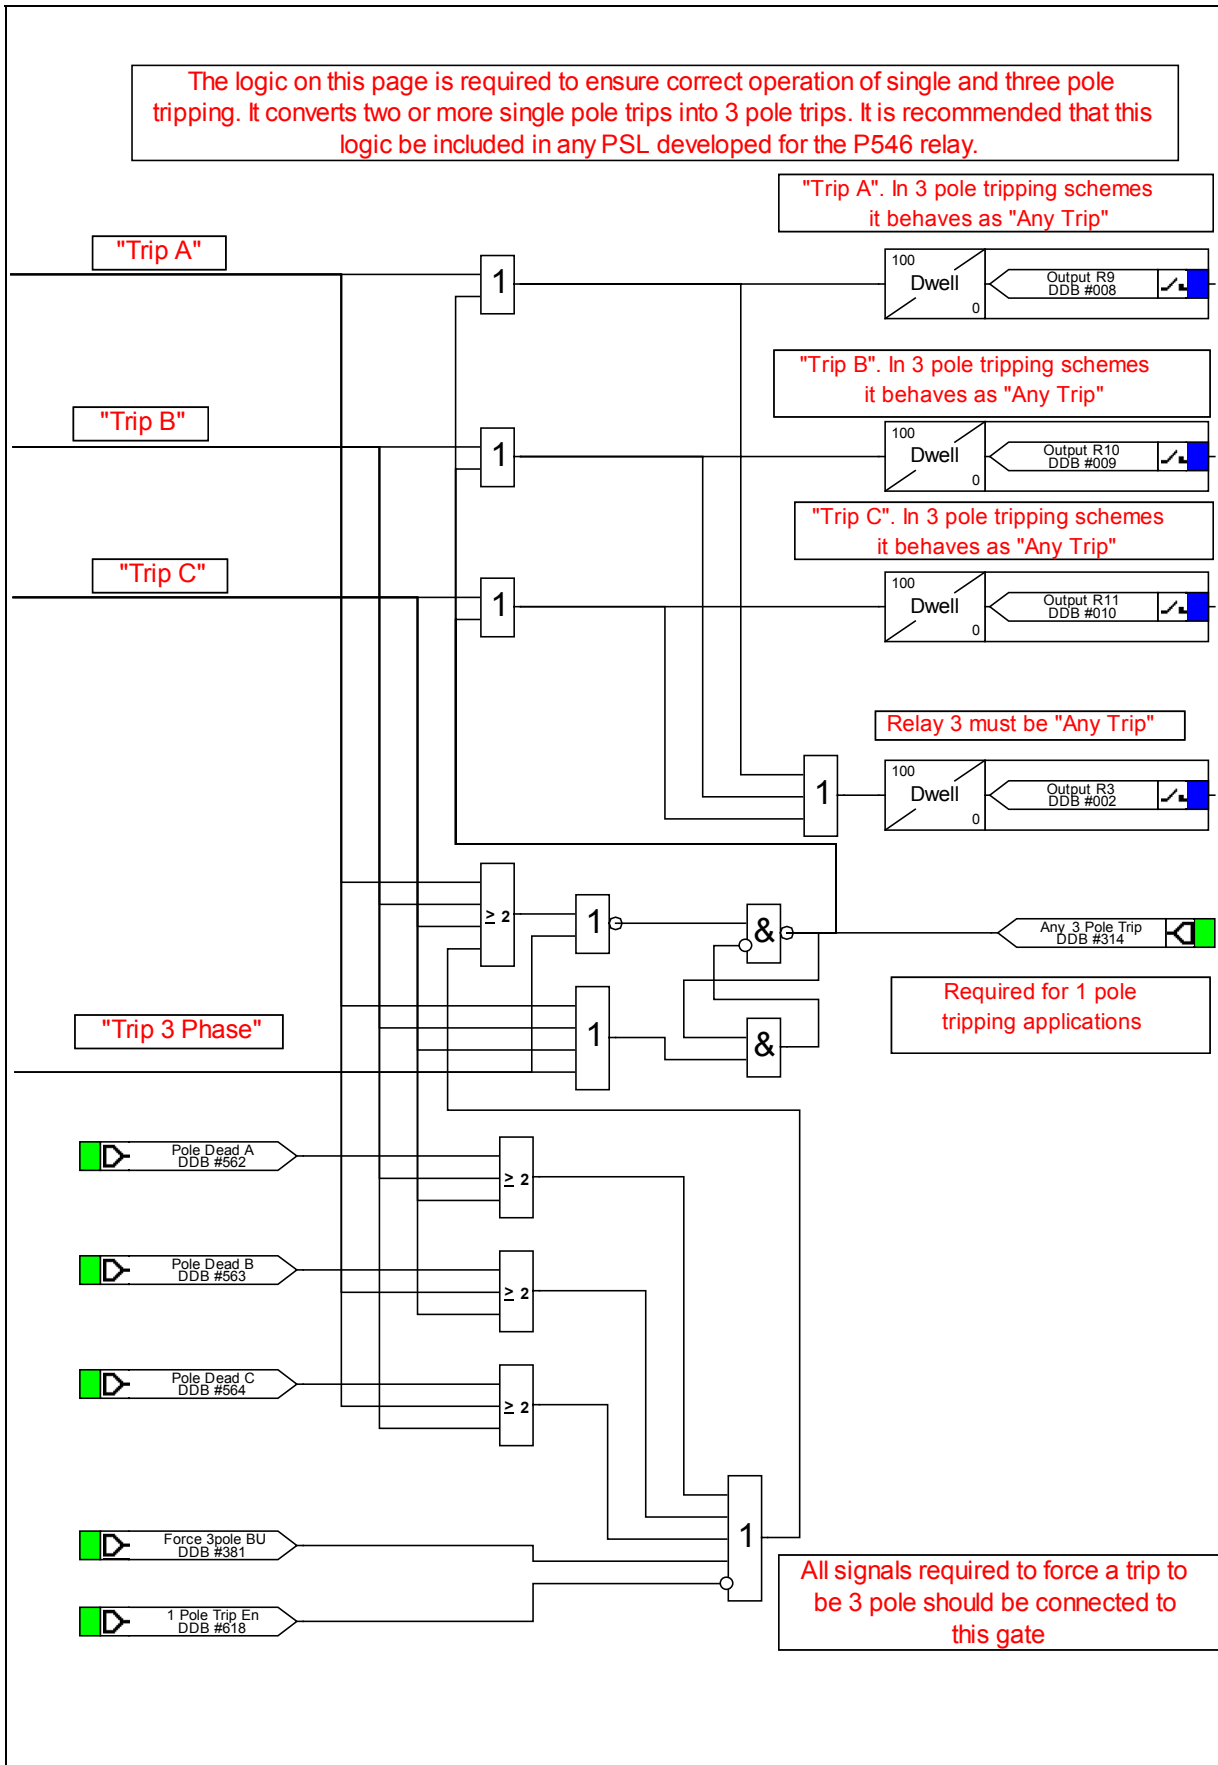 The logic on this page is required to ensure correct operation of single and three pole
tripping. It converts two or more single pole trips into 3 pole trips. It is recommended that this
logic be included in any PSL developed for the P546 relay.
"Trip A". In 3 pole tripping schemes
it behaves as "Any Trip"
"Trip A"
1
100
Dwell
0
Output R9
DDB #008
"Trip B". In 3 pole tripping schemes
it behaves as "Any Trip"
"Trip B"
1
100
Dwell
0
Output R10
DDB #009
"Trip C". In 3 pole tripping schemes
it behaves as "Any Trip"
"Trip C"
1
100
Dwell
0
Output R11
DDB #010
Relay 3 must be "Any Trip"
1
100
Dwell
0
Output R3
DDB #002
≥ 2
1
&
Any 3 Pole Trip
DDB #314
Required for 1 pole
tripping applications
"Trip 3 Phase"
1
&
Pole Dead A
DDB #562
≥ 2
Pole Dead B
DDB #563
≥ 2
Pole Dead C
DDB #564
≥ 2
Force 3pole BU
DDB #381
1
1 Pole Trip En
DDB #618
All signals required to force a trip to
be 3 pole should be connected to
this gate